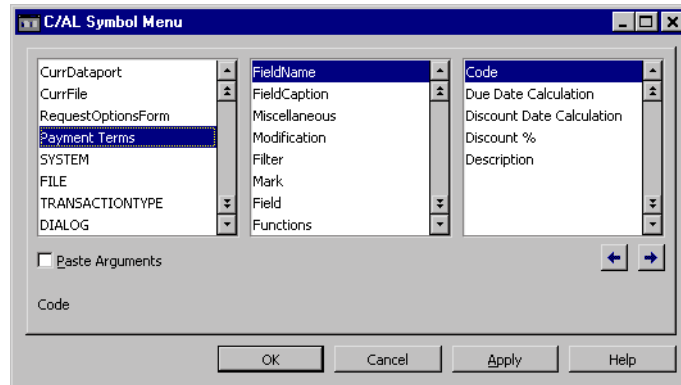 C/AL Symbol Menu
CurrDataport
CurrFile
RequestOptionsForm
Payment Terms
SYSTEM
FILE
TRANSACTIONTYPE
DIALOG
FieldName
FieldCaption
Miscellaneous
Modification
Filter
Mark
Field
Functions
Code
Due Date Calculation
Discount Date Calculation
Discount %
Description
Paste Arguments
Code
OK Cancel Apply Help